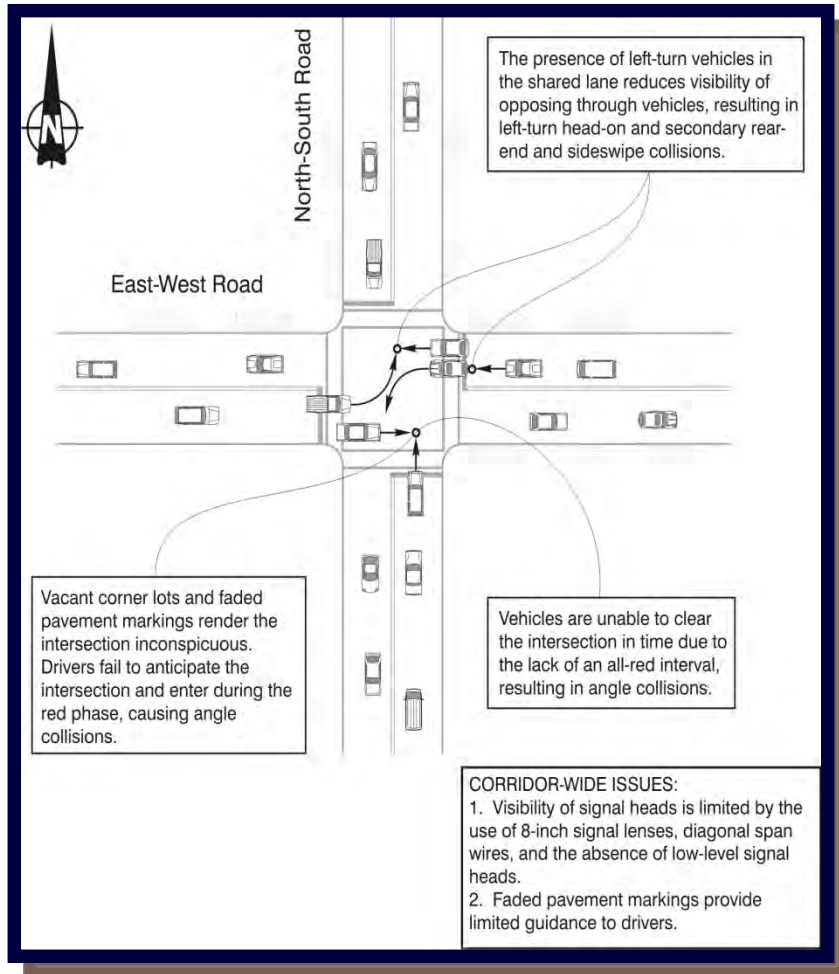 The presence of left-turn vehicles in
the shared lane reduces visibility of
opposing through vehicles, resulting in
left-turn head-on and secondary rear-
end and sideswipe collisions.
N
North-South Road
East-West Road
Vacant corner lots and faded
pavement markings render the
intersection inconspicuous.
Drivers fail to anticipate the
intersection and enter during the
red phase, causing angle
collisions.
Vehicles are unable to clear
the intersection in time due to
the lack of an all-red interval,
resulting in angle collisions.
CORRIDOR-WIDE ISSUES:
1. Visibility of signal heads is limited by the
use of 8-inch signal lenses, diagonal span
wires, and the absence of low-level signal
heads.
2. Faded pavement markings provide
limited guidance to drivers.